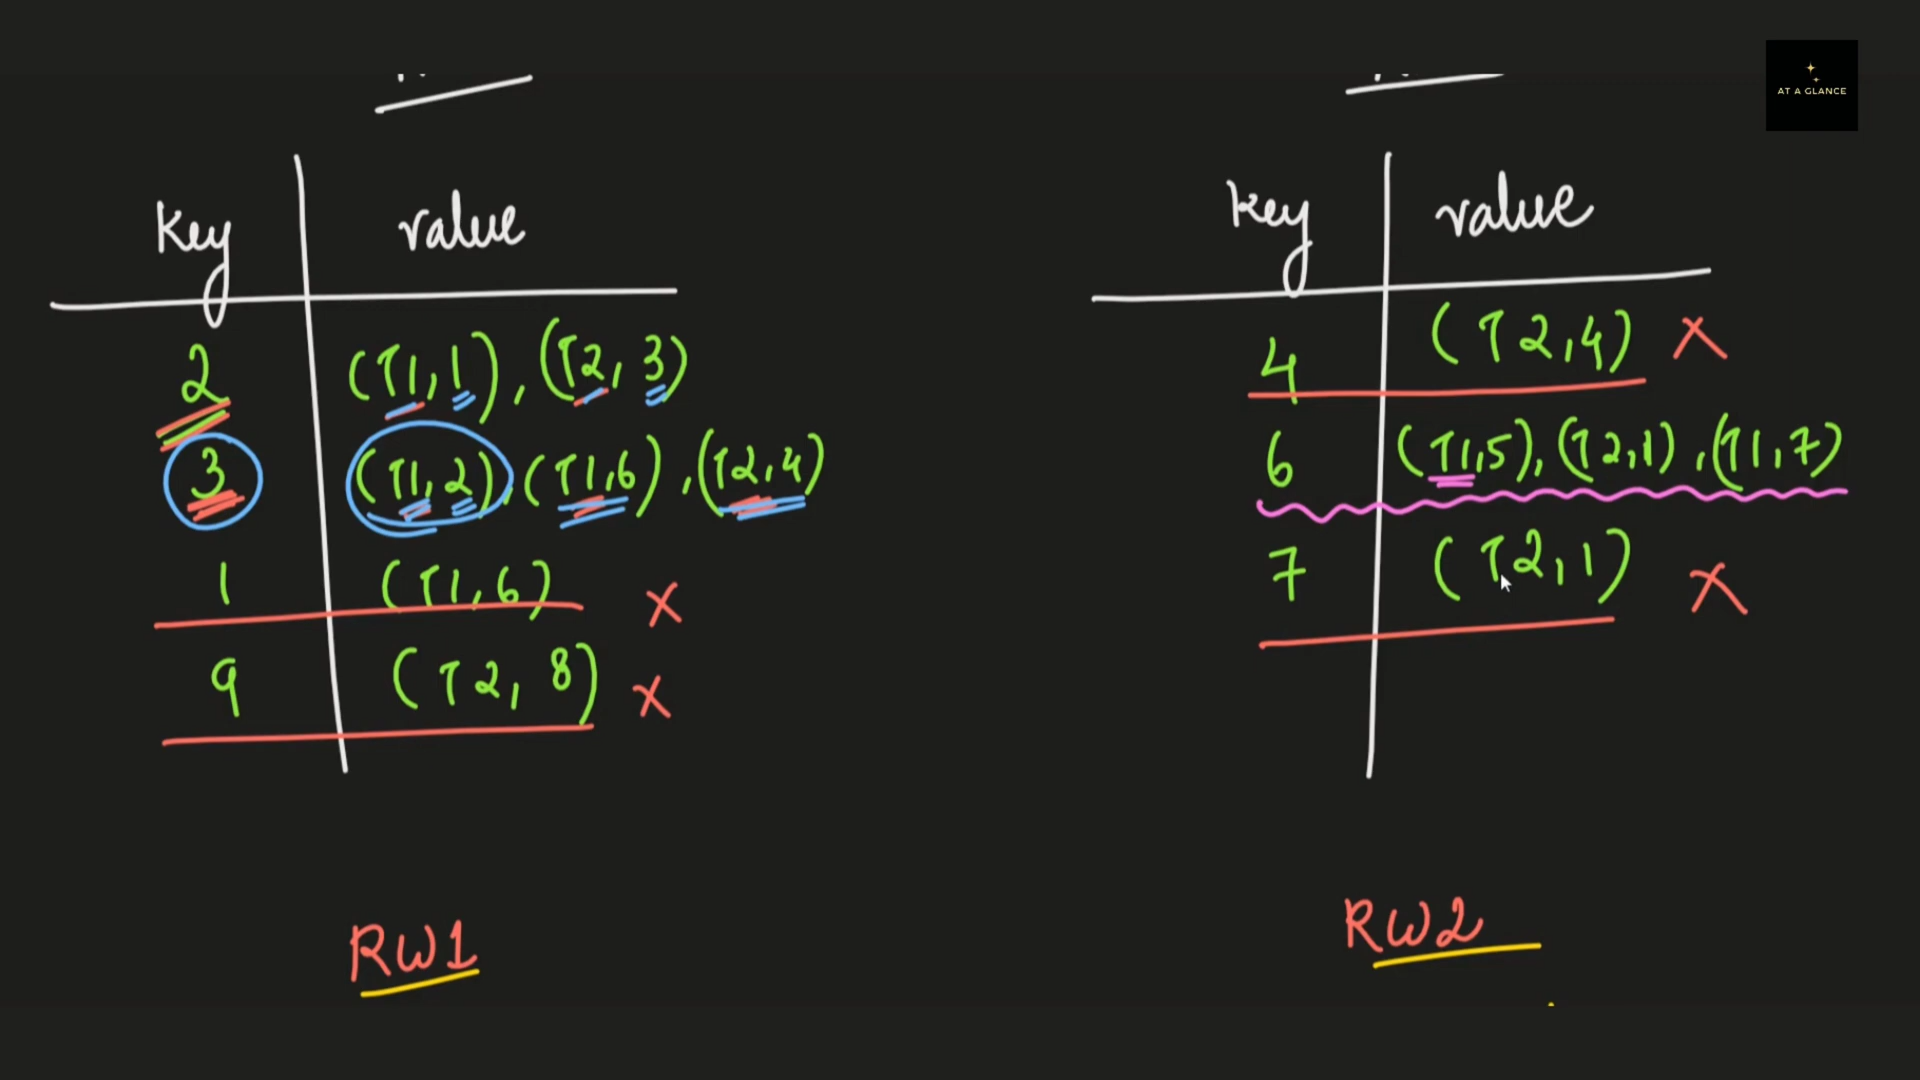 AT A GLANCE
key value
2 (T1,1), (T2, 3)
3 (T1,2), (T1,6), (T2,4)
1 (T1,6) X
9 (T2, 8) X
RW1
key value
4 (T2,4) X
6 (T1,5), (T2,1), (T1,7)
7 (T2,1) X
RW2